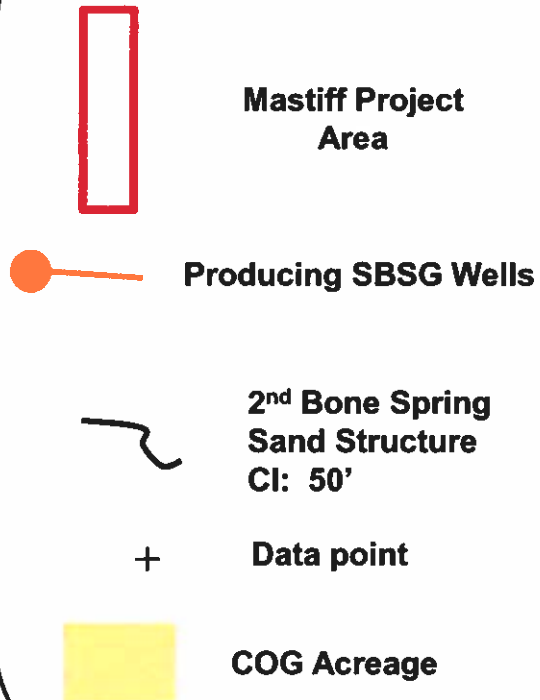 Mastiff Project
Area
Producing SBSG Wells
2nd Bone Spring
Sand Structure
CI: 50'
Data point
COG Acreage